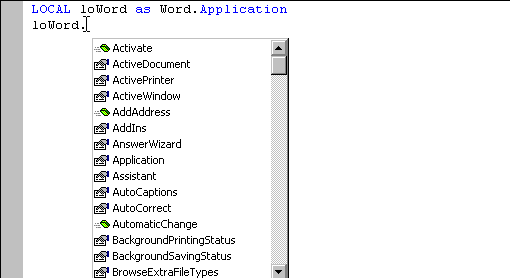 LOCAL loWord as Word.Application
loWord.
Activate
ActiveDocument
ActivePrinter
ActiveWindow
AddAddress
AddIns
AnswerWizard
Application
Assistant
AutoCaptions
AutoCorrect
AutomaticChange
BackgroundPrintingStatus
BackgroundSavingStatus
BrowseExtraFileTypes